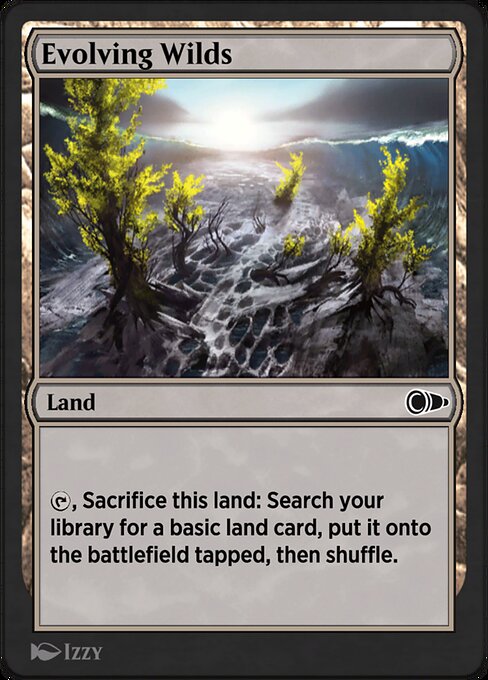 Evolving Wilds
Land
, Sacrifice this land: Search your
library for a basic land card, put it onto
the battlefield tapped, then shuffle.
Izzy